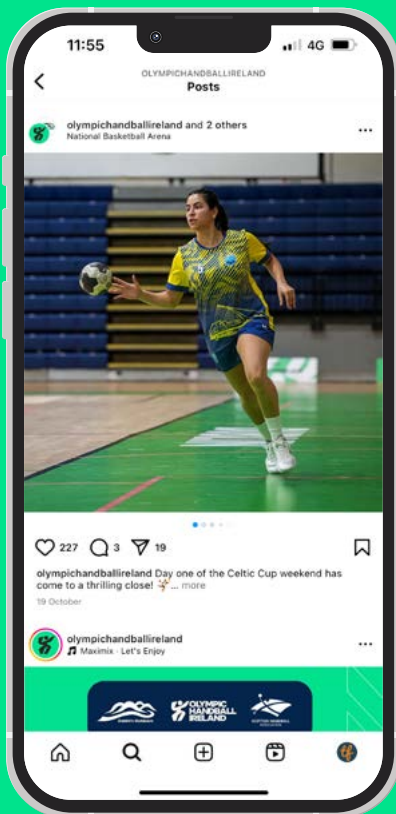 11:55
4G
OLYMPICHANDBALLIRELAND
Posts
olympichandballireland and 2 others
National Basketball Arena
227
3
19
olympichandballireland Day one of the Celtic Cup weekend has
come to a thrilling close! ... more
19 October
olympichandballireland
Maximix · Let's Enjoy
OLYMPIC
HANDBALL
IRELAND